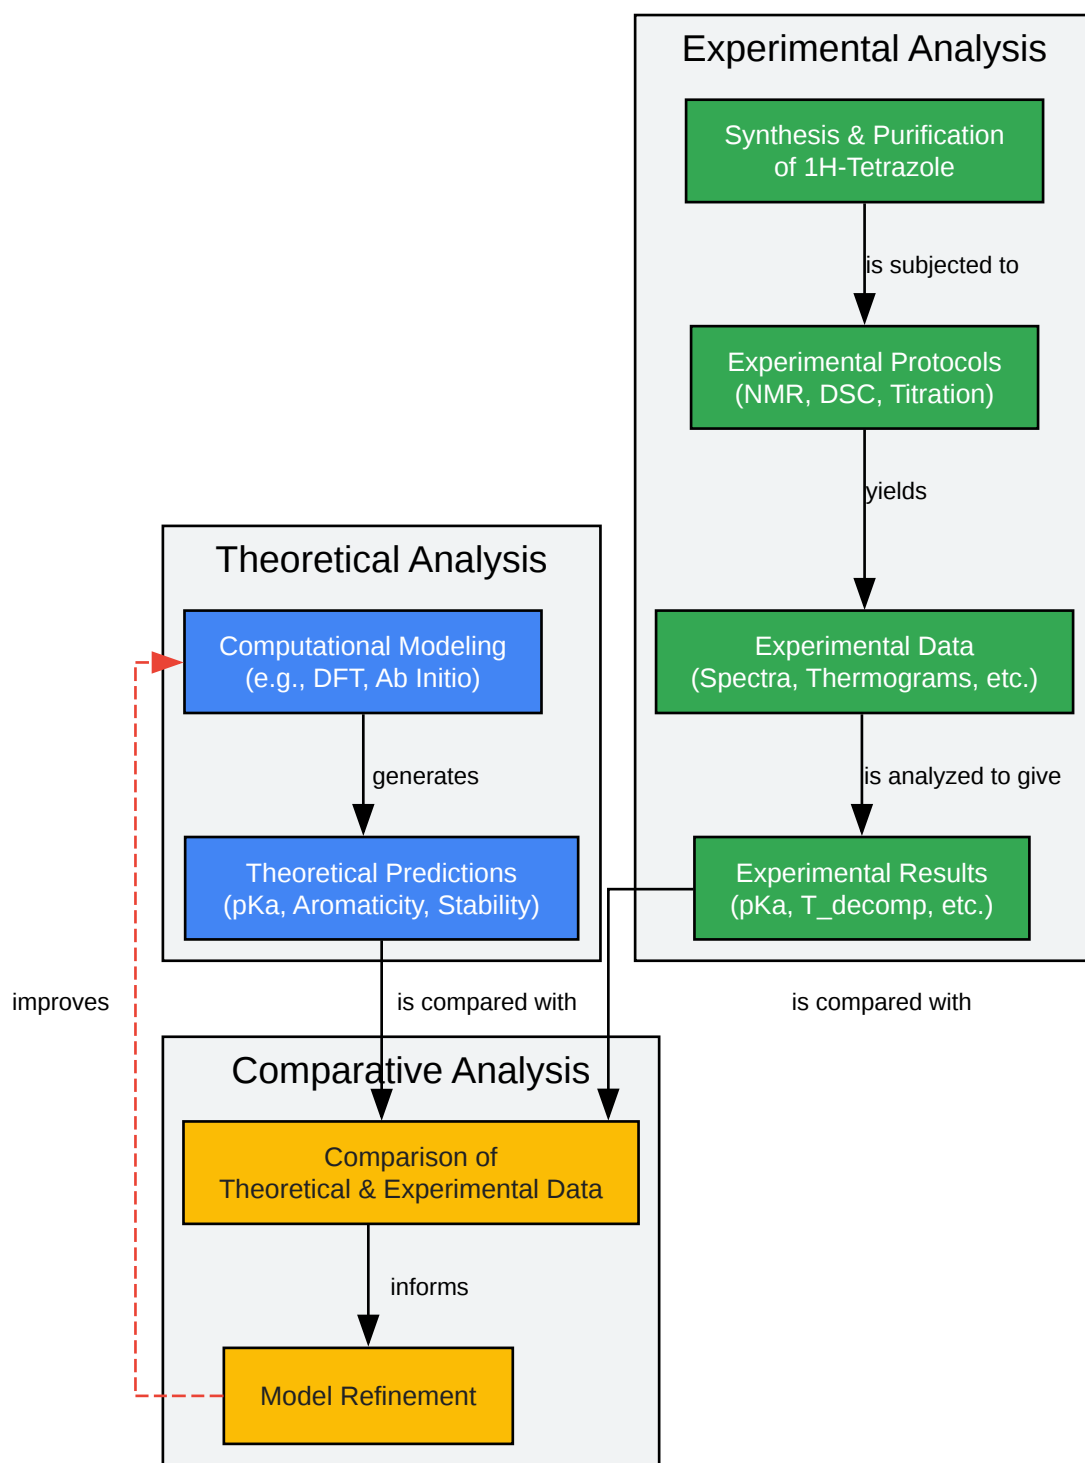 Experimental Analysis
Synthesis & Purification
of 1H-Tetrazole
is subjected to
Experimental Protocols
(NMR, DSC, Titration)
yields
Experimental Data
(Spectra, Thermograms, etc.)
is analyzed to give
Experimental Results
(pKa, T_decomp, etc.)
is compared with
Theoretical Analysis
Computational Modeling
(e.g., DFT, Ab Initio)
generates
Theoretical Predictions
(pKa, Aromaticity, Stability)
is compared with
improves
Comparative Analysis
Comparison of
Theoretical & Experimental Data
informs
Model Refinement